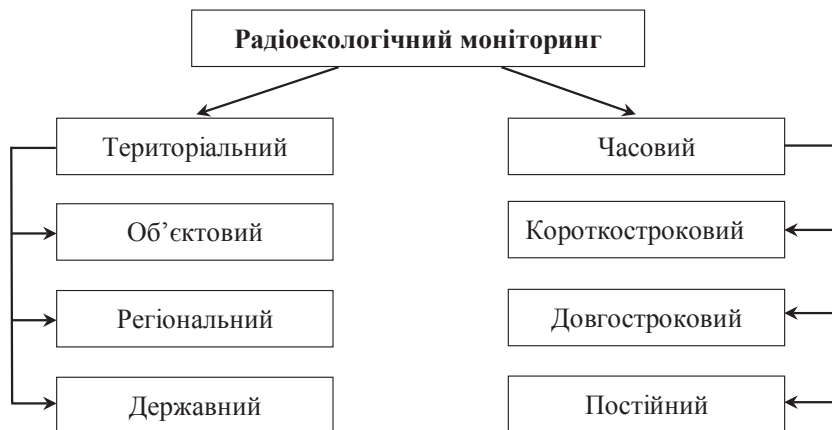 Радіоекологічний моніторинг
Територіальний
Часовий
Об’єктовий
Короткостроковий
Регіональний
Довгостроковий
Державний
Постійний